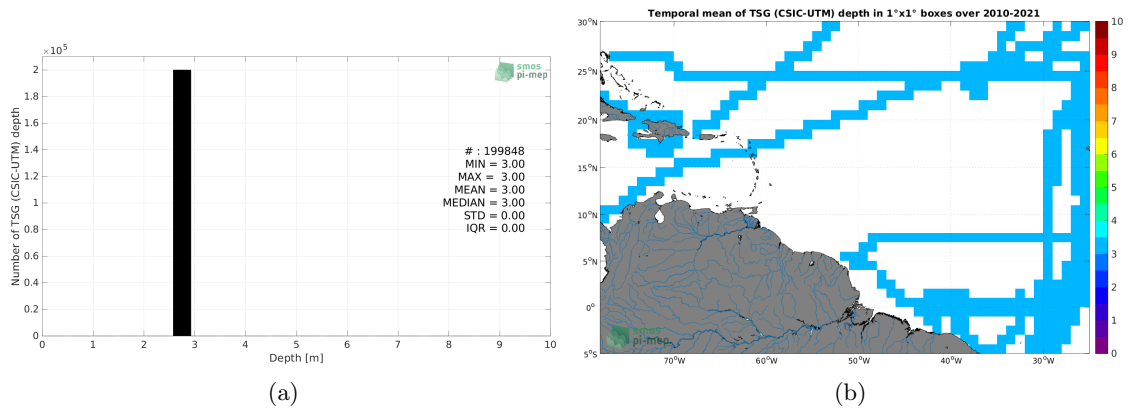 ×10⁵
2
1.8
1.6
1.4
1.2
1
0.8
0.6
0.4
0.2
0
Number of TSG (CSIC-UTM) depth
smos
pi-mep
# : 199848
MIN = 3.00
MAX = 3.00
MEAN = 3.00
MEDIAN = 3.00
STD = 0.00
IQR = 0.00
0 1 2 3 4 5 6 7 8 9 10
Depth [m]
(a)
Temporal mean of TSG (CSIC-UTM) depth in 1°x1° boxes over 2010-2021
30°N
25°N
20°N
15°N
10°N
5°N
0°
5°S
70°W 60°W 50°W 40°W 30°W
smos
pi-mep
10
9
8
7
6
5
4
3
2
1
0
(b)